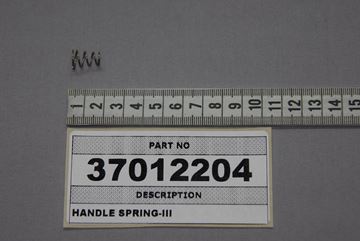 1 2 3 4 5 6 7 8 9 10 11 12 13 14 15
PART NO
37012204
DESCRIPTION
HANDLE SPRING-III